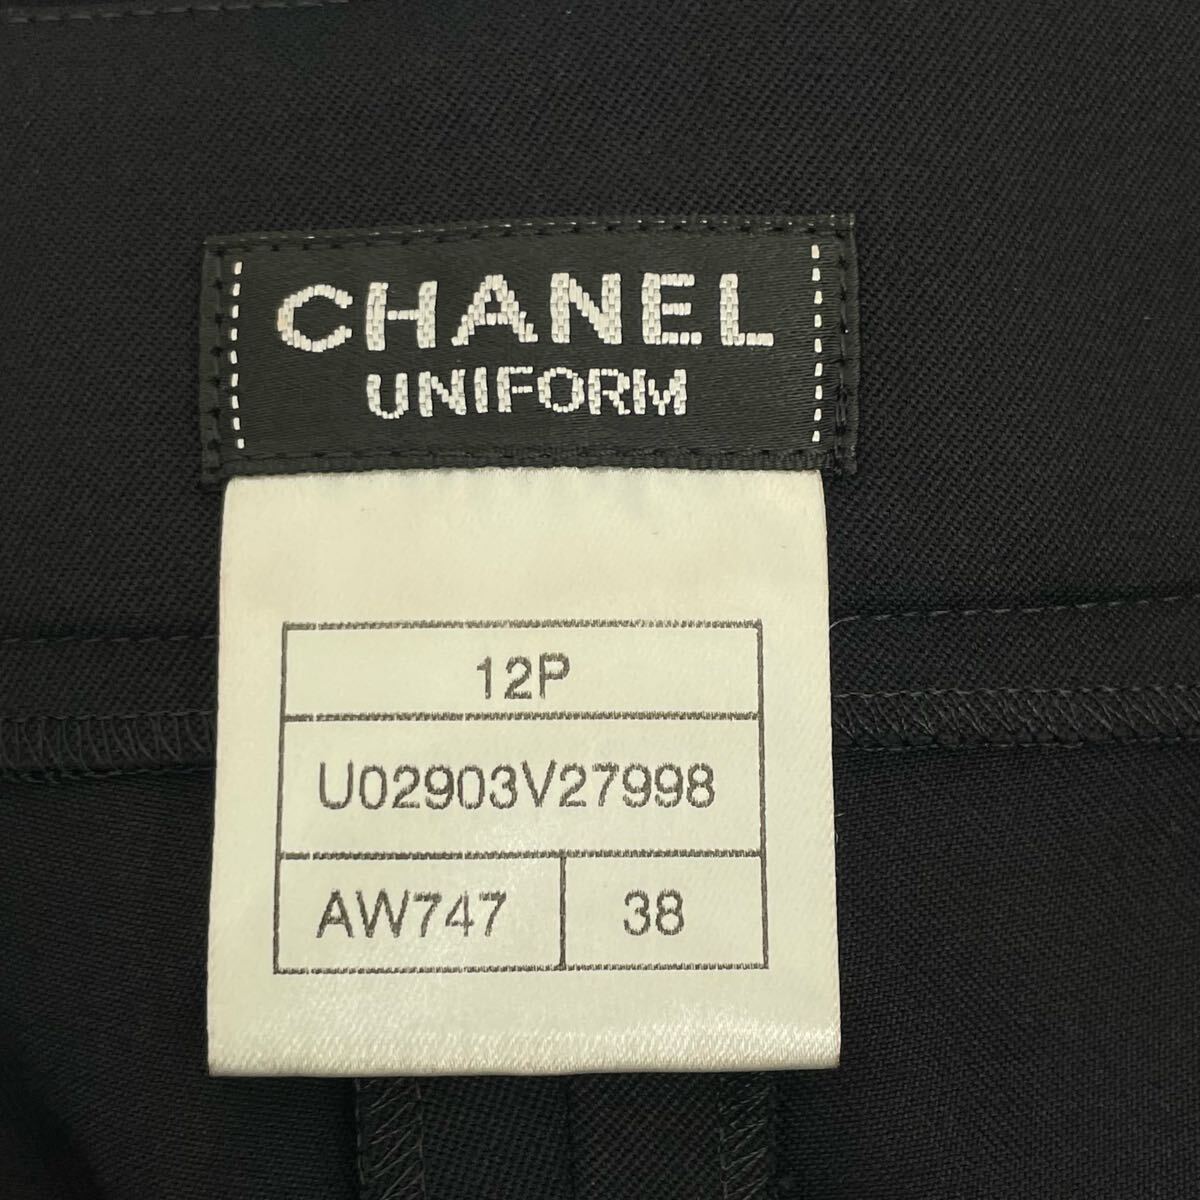 CHANEL
UNIFORM
12P
U02903V27998
AW747 38